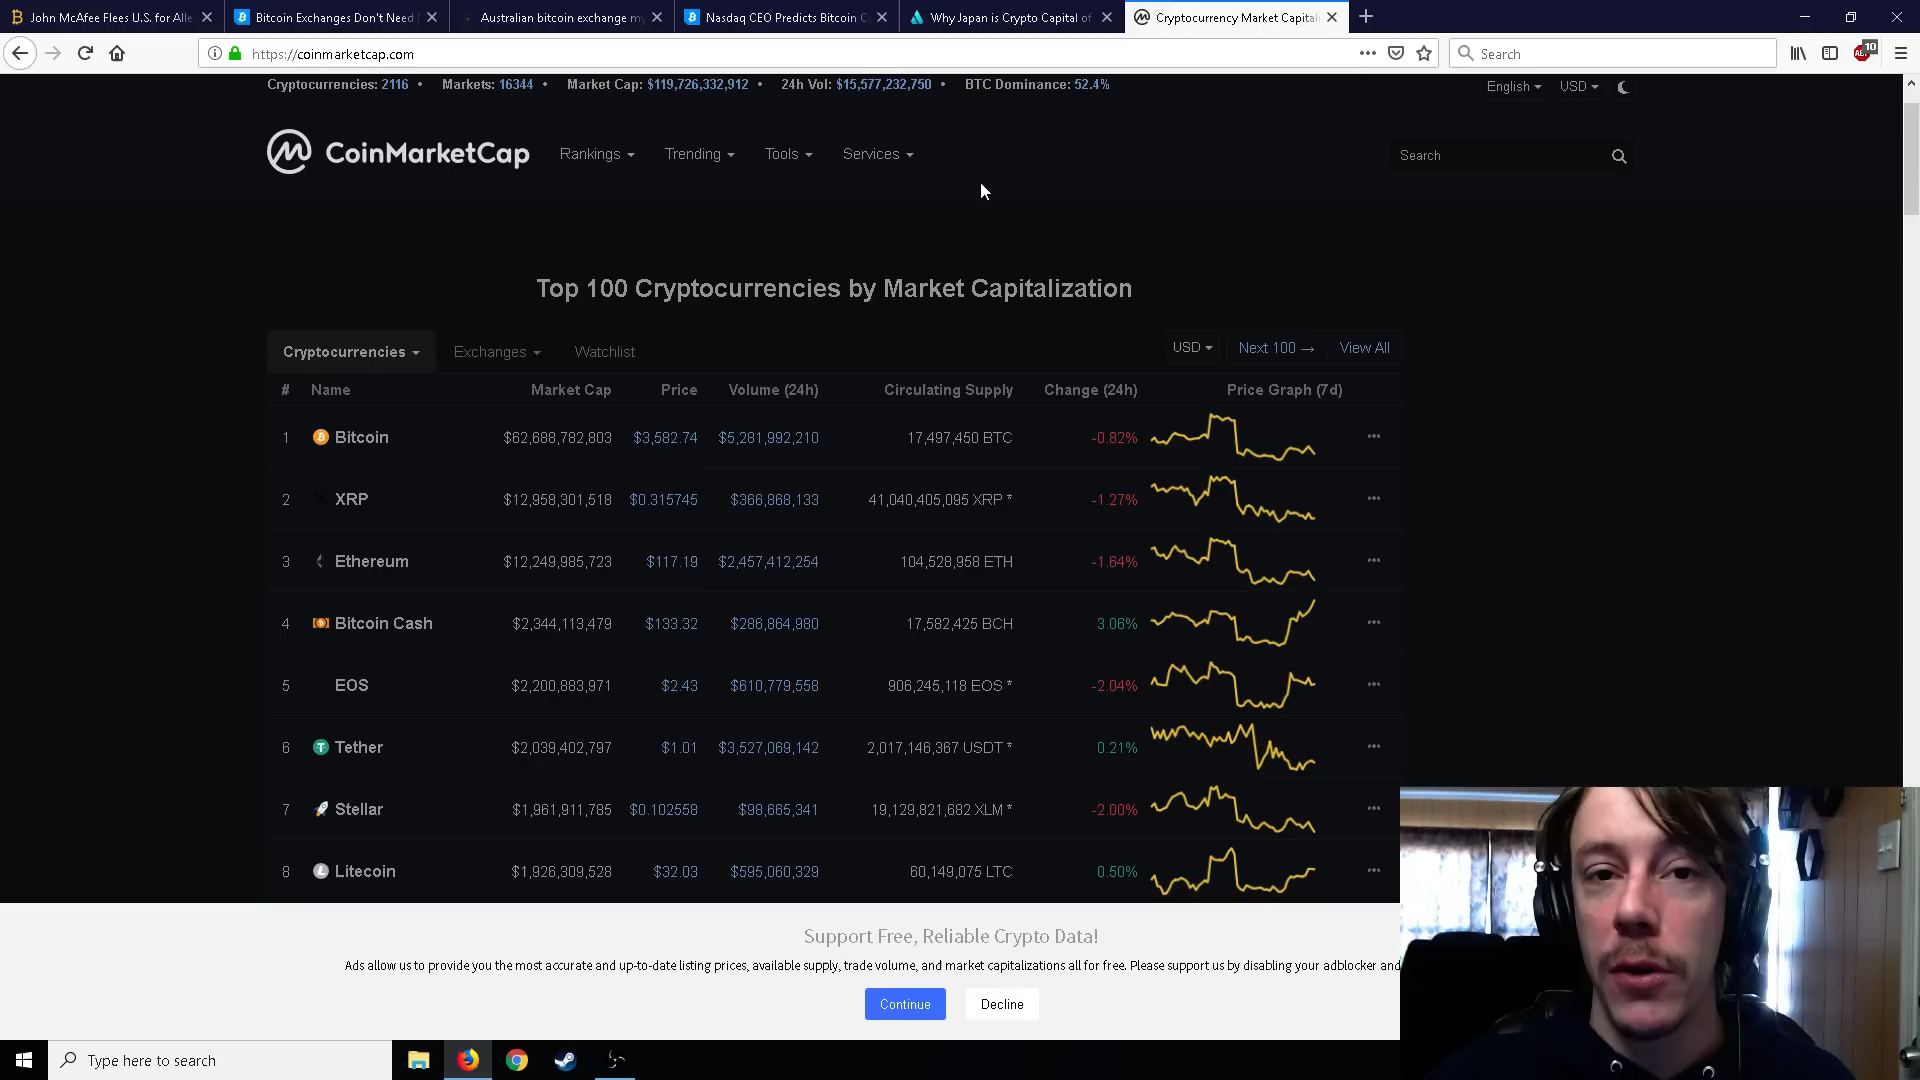 John McAfee Flees U.S. for Alle
Bitcoin Exchanges Don't Need
Australian bitcoin exchange my
Nasdaq CEO Predicts Bitcoin C
Why Japan is Crypto Capital of
Cryptocurrency Market Capital
https://coinmarketcap.com
Search
10
Cryptocurrencies: 2116 • Markets: 16344 • Market Cap: $119,726,332,912 • 24h Vol: $15,577,232,750 • BTC Dominance: 52.4%
English USD
CoinMarketCap
Rankings Trending Tools Services
Search
Top 100 Cryptocurrencies by Market Capitalization
Cryptocurrencies Exchanges Watchlist
USD Next 100 → View All
# Name Market Cap Price Volume (24h) Circulating Supply Change (24h) Price Graph (7d)
1 Bitcoin $62,688,782,803 $3,582.74 $5,281,992,210 17,497,450 BTC -0.82%
2 XRP $12,958,301,518 $0.315745 $366,868,133 41,040,405,095 XRP * -1.27%
3 Ethereum $12,249,985,723 $117.19 $2,457,412,254 104,528,958 ETH -1.64%
4 Bitcoin Cash $2,344,113,479 $133.32 $286,864,980 17,582,425 BCH 3.06%
5 EOS $2,200,883,971 $2.43 $610,779,558 906,245,118 EOS * -2.04%
6 Tether $2,039,402,797 $1.01 $3,527,069,142 2,017,146,367 USDT * 0.21%
7 Stellar $1,961,911,785 $0.102558 $98,665,341 19,129,821,682 XLM * -2.00%
8 Litecoin $1,926,309,528 $32.03 $595,060,329 60,149,075 LTC 0.50%
Support Free, Reliable Crypto Data!
Ads allow us to provide you the most accurate and up-to-date listing prices, available supply, trade volume, and market capitalizations all for free. Please support us by disabling your adblocker and
Continue Decline
Type here to search